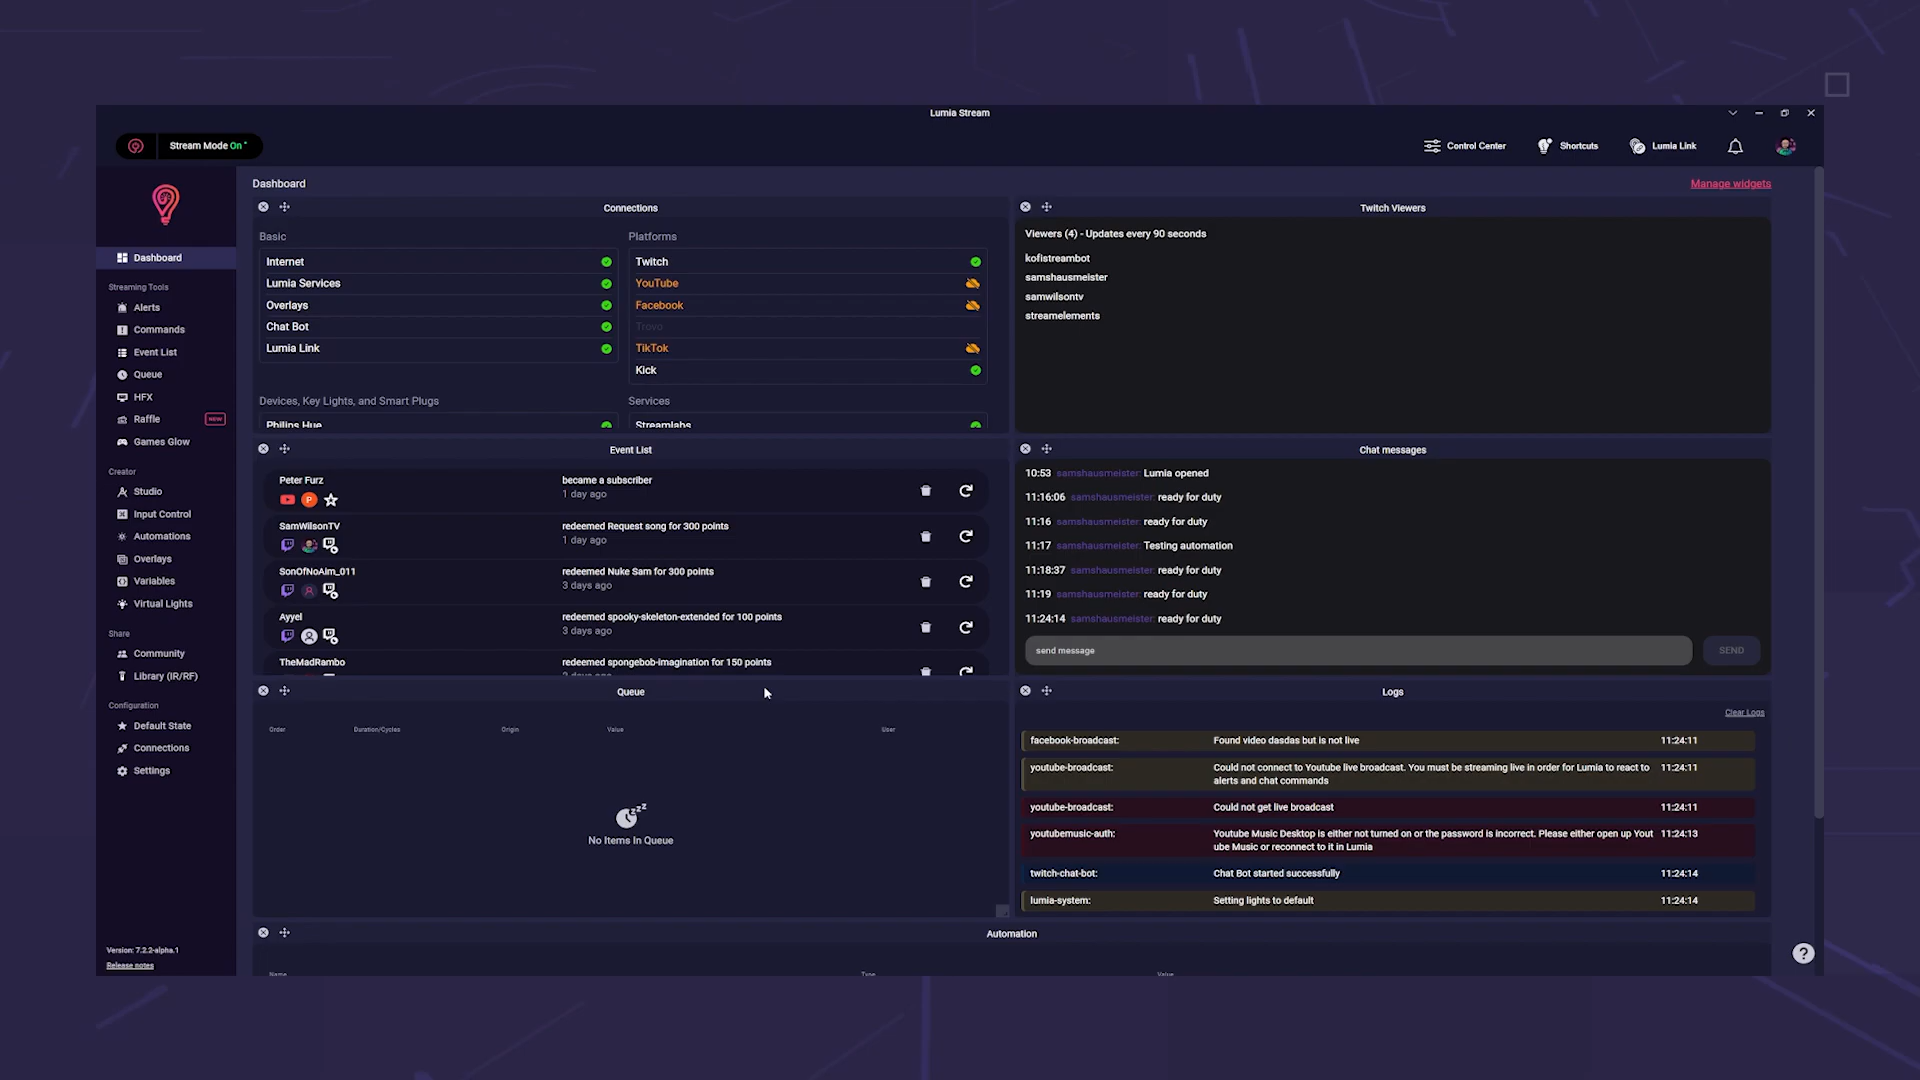 Lumia Stream
Stream Mode On
Control Center
Shortcuts
Lumia Link
Dashboard
Manage widgets
Dashboard
Streaming Tools
Alerts
Commands
Event List
Queue
HFX
Raffle NEW
Games Glow
Creator
Studio
Input Control
Automations
Overlays
Variables
Virtual Lights
Share
Community
Library (IR/RF)
Configuration
Default State
Connections
Settings
Version: 7.2.2-alpha.1
Release notes
Connections
Basic
Internet
Lumia Services
Overlays
Chat Bot
Lumia Link
Platforms
Twitch
YouTube
Facebook
Trovo
TikTok
Kick
Devices, Key Lights, and Smart Plugs
Philips Hue
Services
Streamlabs
Twitch Viewers
Viewers (4) - Updates every 90 seconds
kofistreambot
samshausmeister
samwilsontv
streamelements
Event List
Peter Furz became a subscriber
1 day ago
SamWilsonTV redeemed Request song for 300 points
1 day ago
SonOfNoAim_011 redeemed Nuke Sam for 300 points
3 days ago
Ayyel redeemed spooky-skeleton-extended for 100 points
3 days ago
TheMadRambo redeemed spongebob-imagination for 150 points
3 days ago
Chat messages
10:53 samshausmeister: Lumia opened
11:16:06 samshausmeister: ready for duty
11:16 samshausmeister: ready for duty
11:17 samshausmeister: Testing automation
11:18:37 samshausmeister: ready for duty
11:19 samshausmeister: ready for duty
11:24:14 samshausmeister: ready for duty
send message
SEND
Queue
Order Duration/Cycles Origin Value User
No Items In Queue
Logs
Clear Logs
facebook-broadcast: Found video dasdas but is not live 11:24:11
youtube-broadcast: Could not connect to Youtube live broadcast. You must be streaming live in order for Lumia to react to 11:24:11
alerts and chat commands
youtube-broadcast: Could not get live broadcast 11:24:11
youtubemusic-auth: Youtube Music Desktop is either not turned on or the password is incorrect. Please either open up Yout 11:24:13
ube Music or reconnect to it in Lumia
twitch-chat-bot: Chat Bot started successfully 11:24:14
lumia-system: Setting lights to default 11:24:14
Automation
Name Type Value